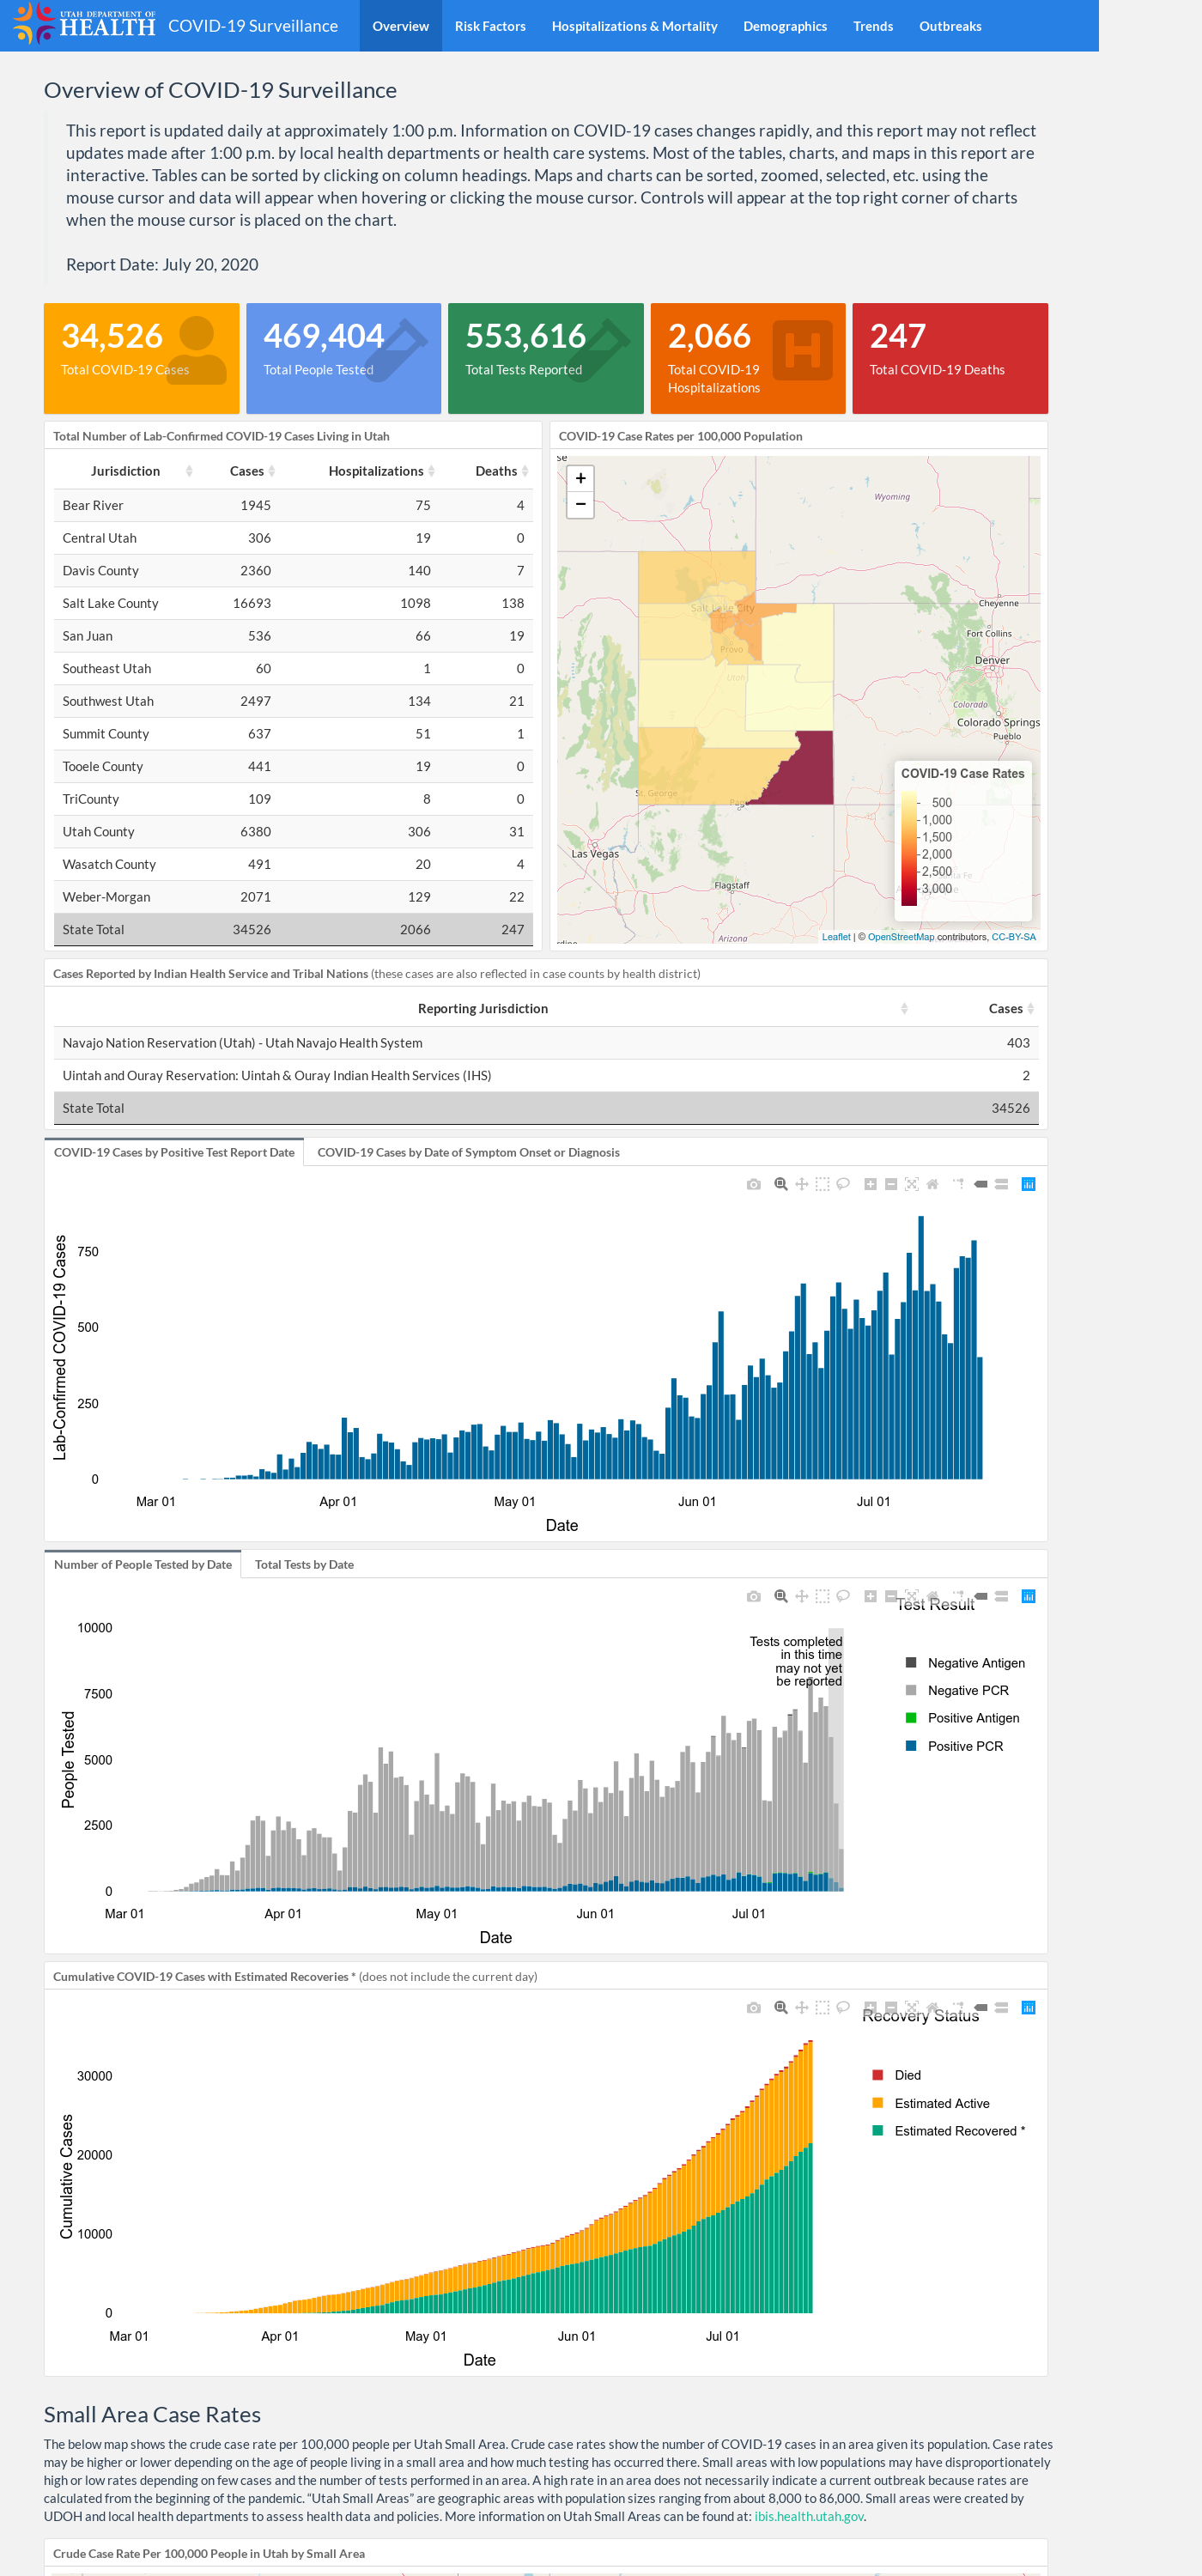 UTAH DEPARTMENT OF
HEALTH
COVID-19 Surveillance
Overview
Risk Factors
Hospitalizations & Mortality
Demographics
Trends
Outbreaks
Overview of COVID-19 Surveillance
This report is updated daily at approximately 1:00 p.m. Information on COVID-19 cases changes rapidly, and this report may not reflect
updates made after 1:00 p.m. by local health departments or health care systems. Most of the tables, charts, and maps in this report are
interactive. Tables can be sorted by clicking on column headings. Maps and charts can be sorted, zoomed, selected, etc. using the
mouse cursor and data will appear when hovering or clicking the mouse cursor. Controls will appear at the top right corner of charts
when the mouse cursor is placed on the chart.
Report Date: July 20, 2020
34,526
Total COVID-19 Cases
469,404
Total People Tested
553,616
Total Tests Reported
2,066
Total COVID-19
Hospitalizations
247
Total COVID-19 Deaths
Total Number of Lab-Confirmed COVID-19 Cases Living in Utah
Jurisdiction Cases Hospitalizations Deaths
Bear River 1945 75 4
Central Utah 306 19 0
Davis County 2360 140 7
Salt Lake County 16693 1098 138
San Juan 536 66 19
Southeast Utah 60 1 0
Southwest Utah 2497 134 21
Summit County 637 51 1
Tooele County 441 19 0
TriCounty 109 8 0
Utah County 6380 306 31
Wasatch County 491 20 4
Weber-Morgan 2071 129 22
State Total 34526 2066 247
COVID-19 Case Rates per 100,000 Population
se
+
−
Wyoming
Salt Lake City
Provo
Utah
Cheyenne
Fort Collins
Denver
Colorado
Colorado Springs
Pueblo
St. George
Las Vegas
Flagstaff
Arizona
COVID-19 Case Rates
500
1,000
1,500
2,000
2,500
3,000
Leaflet | © OpenStreetMap contributors, CC-BY-SA
Cases Reported by Indian Health Service and Tribal Nations (these cases are also reflected in case counts by health district)
Reporting Jurisdiction Cases
Navajo Nation Reservation (Utah) - Utah Navajo Health System 403
Uintah and Ouray Reservation: Uintah & Ouray Indian Health Services (IHS) 2
State Total 34526
COVID-19 Cases by Positive Test Report Date
COVID-19 Cases by Date of Symptom Onset or Diagnosis
Lab-Confirmed COVID-19 Cases
750
500
250
0
Mar 01
Apr 01
May 01
Jun 01
Jul 01
Date
Number of People Tested by Date
Total Tests by Date
Test Result
People Tested
10000
7500
5000
2500
0
Tests completed
in this time
may not yet
be reported
Negative Antigen
Negative PCR
Positive Antigen
Positive PCR
Mar 01
Apr 01
May 01
Jun 01
Jul 01
Date
Cumulative COVID-19 Cases with Estimated Recoveries * (does not include the current day)
Recovery Status
Cumulative Cases
30000
20000
10000
0
Died
Estimated Active
Estimated Recovered *
Mar 01
Apr 01
May 01
Jun 01
Jul 01
Date
Small Area Case Rates
The below map shows the crude case rate per 100,000 people per Utah Small Area. Crude case rates show the number of COVID-19 cases in an area given its population. Case rates
may be higher or lower depending on the age of people living in a small area and how much testing has occurred there. Small areas with low populations may have disproportionately
high or low rates depending on few cases and the number of tests performed in an area. A high rate in an area does not necessarily indicate a current outbreak because rates are
calculated from the beginning of the pandemic. “Utah Small Areas” are geographic areas with population sizes ranging from about 8,000 to 86,000. Small areas were created by
UDOH and local health departments to assess health data and policies. More information on Utah Small Areas can be found at: ibis.health.utah.gov.
Crude Case Rate Per 100,000 People in Utah by Small Area